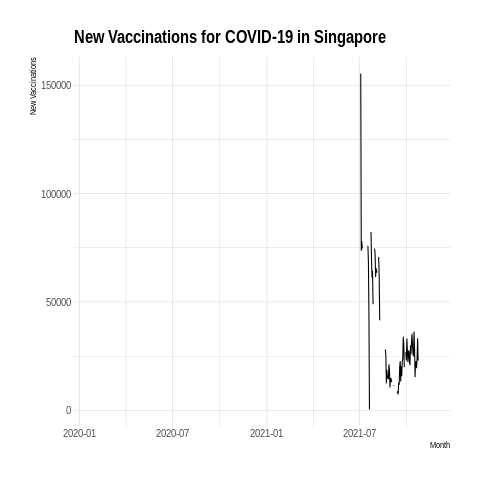 New Vaccinations for COVID-19 in Singapore
New Vaccinations
150000
100000
50000
0
2020-01 2020-07 2021-01 2021-07
Month